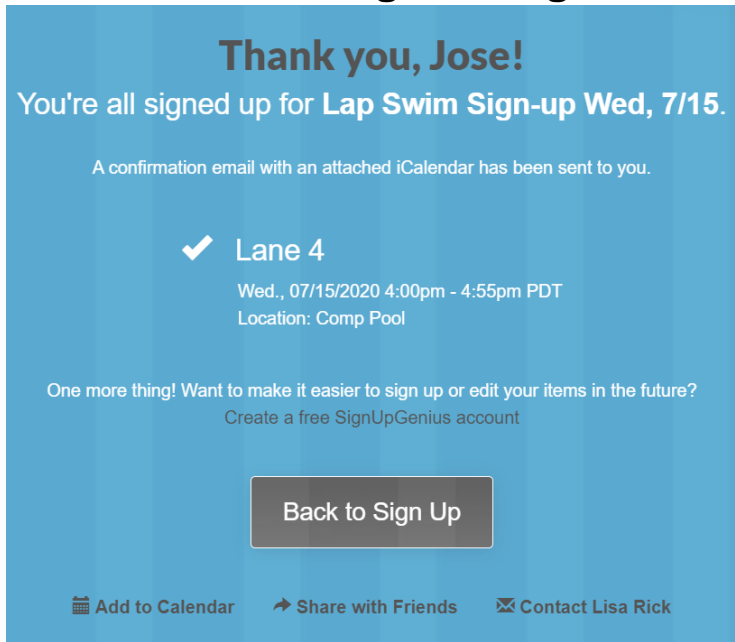 Thank you, Jose!
You're all signed up for Lap Swim Sign-up Wed, 7/15.
A confirmation email with an attached iCalendar has been sent to you.
Lane 4
Wed., 07/15/2020 4:00pm - 4:55pm PDT
Location: Comp Pool
One more thing! Want to make it easier to sign up or edit your items in the future?
Create a free SignUpGenius account
Back to Sign Up
Add to Calendar Share with Friends Contact Lisa Rick